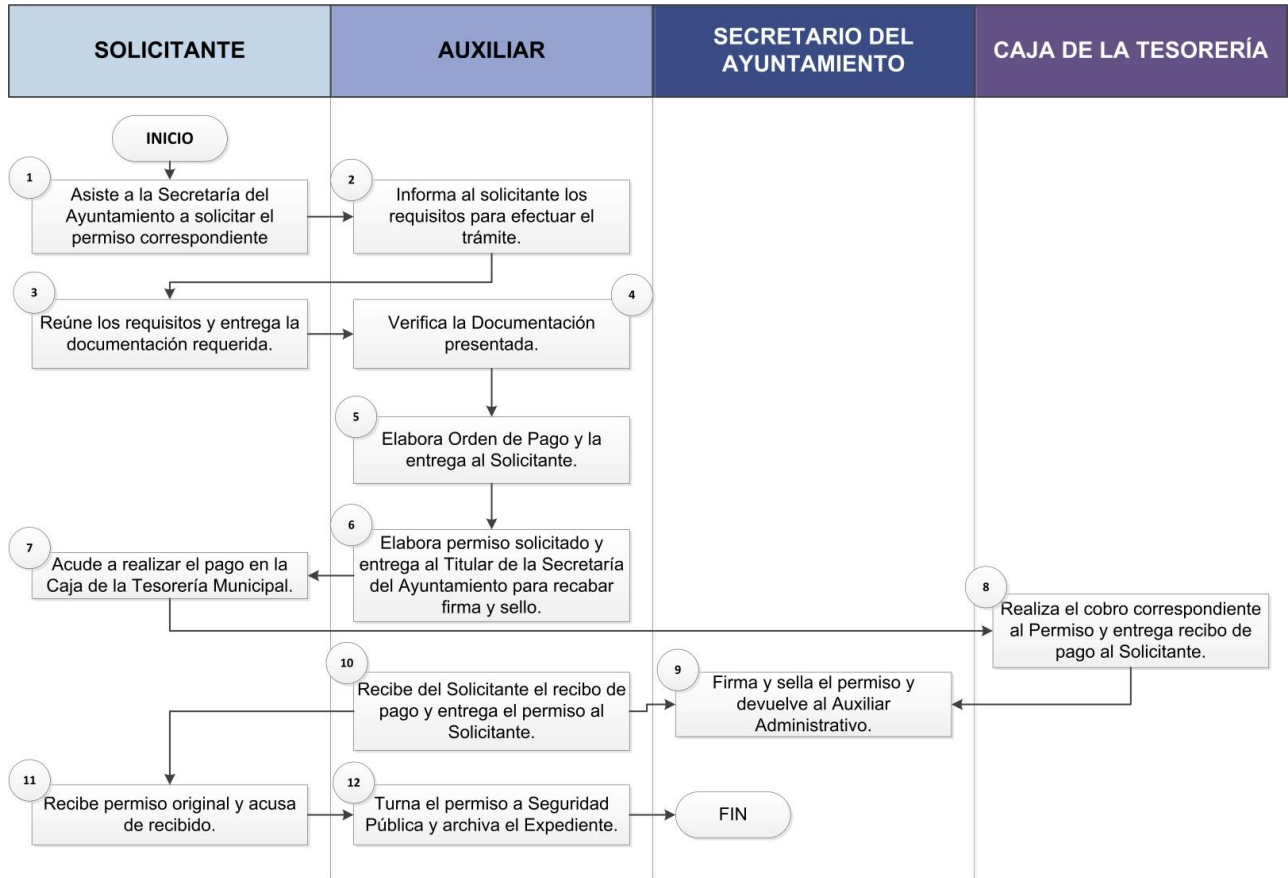 SOLICITANTE
AUXILIAR
SECRETARIO DEL
AYUNTAMIENTO
CAJA DE LA TESORERÍA
INICIO
1
Asiste a la Secretaría del
Ayuntamiento a solicitar el
permiso correspondiente
2
Informa al solicitante los
requisitos para efectuar el
trámite.
3
Reúne los requisitos y entrega la
documentación requerida.
4
Verifica la Documentación
presentada.
5
Elabora Orden de Pago y la
entrega al Solicitante.
6
Elabora permiso solicitado y
entrega al Titular de la Secretaría
del Ayuntamiento para recabar
firma y sello.
7
Acude a realizar el pago en la
Caja de la Tesorería Municipal.
8
Realiza el cobro correspondiente
al Permiso y entrega recibo de
pago al Solicitante.
9
Firma y sella el permiso y
devuelve al Auxiliar
Administrativo.
10
Recibe del Solicitante el recibo de
pago y entrega el permiso al
Solicitante.
11
Recibe permiso original y acusa
de recibido.
12
Turna el permiso a Seguridad
Pública y archiva el Expediente.
FIN